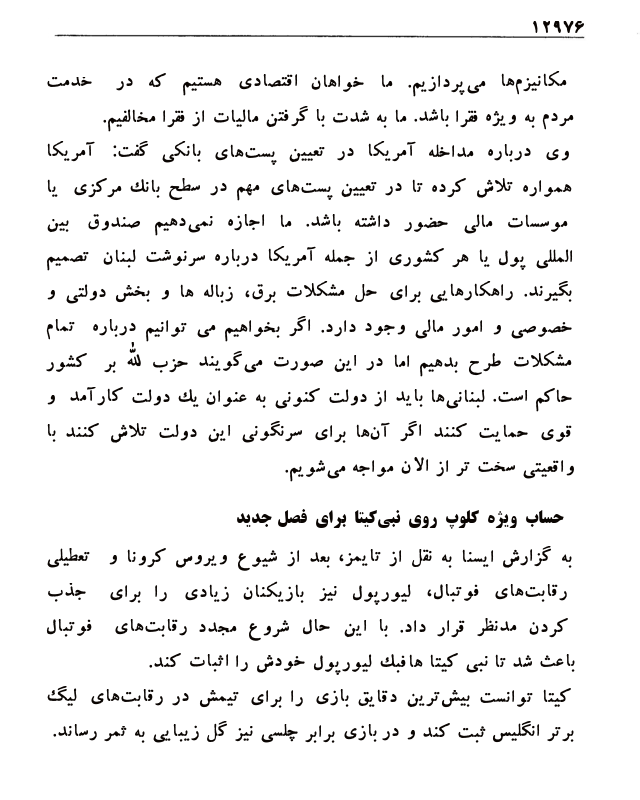 ۱۲۹۷۶
مکانیزم‌ها می‌پردازیم. ما خواهان اقتصادی هستیم که در خدمت
مردم به ویژه فقرا باشد. ما به شدت با گرفتن مالیات از فقرا مخالفیم.
وی درباره مداخله آمریکا در تعیین پست‌های بانکی گفت: آمریکا
همواره تلاش کرده تا در تعیین پست‌های مهم در سطح بانک مرکزی یا
موسسات مالی حضور داشته باشد. ما اجازه نمی‌دهیم صندوق بین
المللی پول یا هر کشوری از جمله آمریکا درباره سرنوشت لبنان تصمیم
بگیرند. راهکارهایی برای حل مشکلات برق، زباله ها و بخش دولتی و
خصوصی و امور مالی وجود دارد. اگر بخواهیم می توانیم درباره تمام
مشکلات طرح بدهیم اما در این صورت می‌گویند حزب الله بر کشور
حاکم است. لبنانی‌ها باید از دولت کنونی به عنوان یك دولت کارآمد و
قوی حمایت کنند اگر آن‌ها برای سرنگونی این دولت تلاش کنند با
واقعیتی سخت تر از الان مواجه می‌شویم.
حساب ویژه کلوپ روی نبی‌کیتا برای فصل جدید
به گزارش ایسنا به نقل از تایمز، بعد از شیوع ویروس کرونا و تعطیلی
رقابت‌های فوتبال، لیورپول نیز بازیکنان زیادی را برای جذب
کردن مدنظر قرار داد. با این حال شروع مجدد رقابت‌های فوتبال
باعث شد تا نبی کیتا هافبك لیورپول خودش را اثبات کند.
کیتا توانست بیش‌ترین دقایق بازی را برای تیمش در رقابت‌های لیگ
برتر انگلیس ثبت کند و در بازی برابر چلسی نیز گل زیبایی به ثمر رساند.